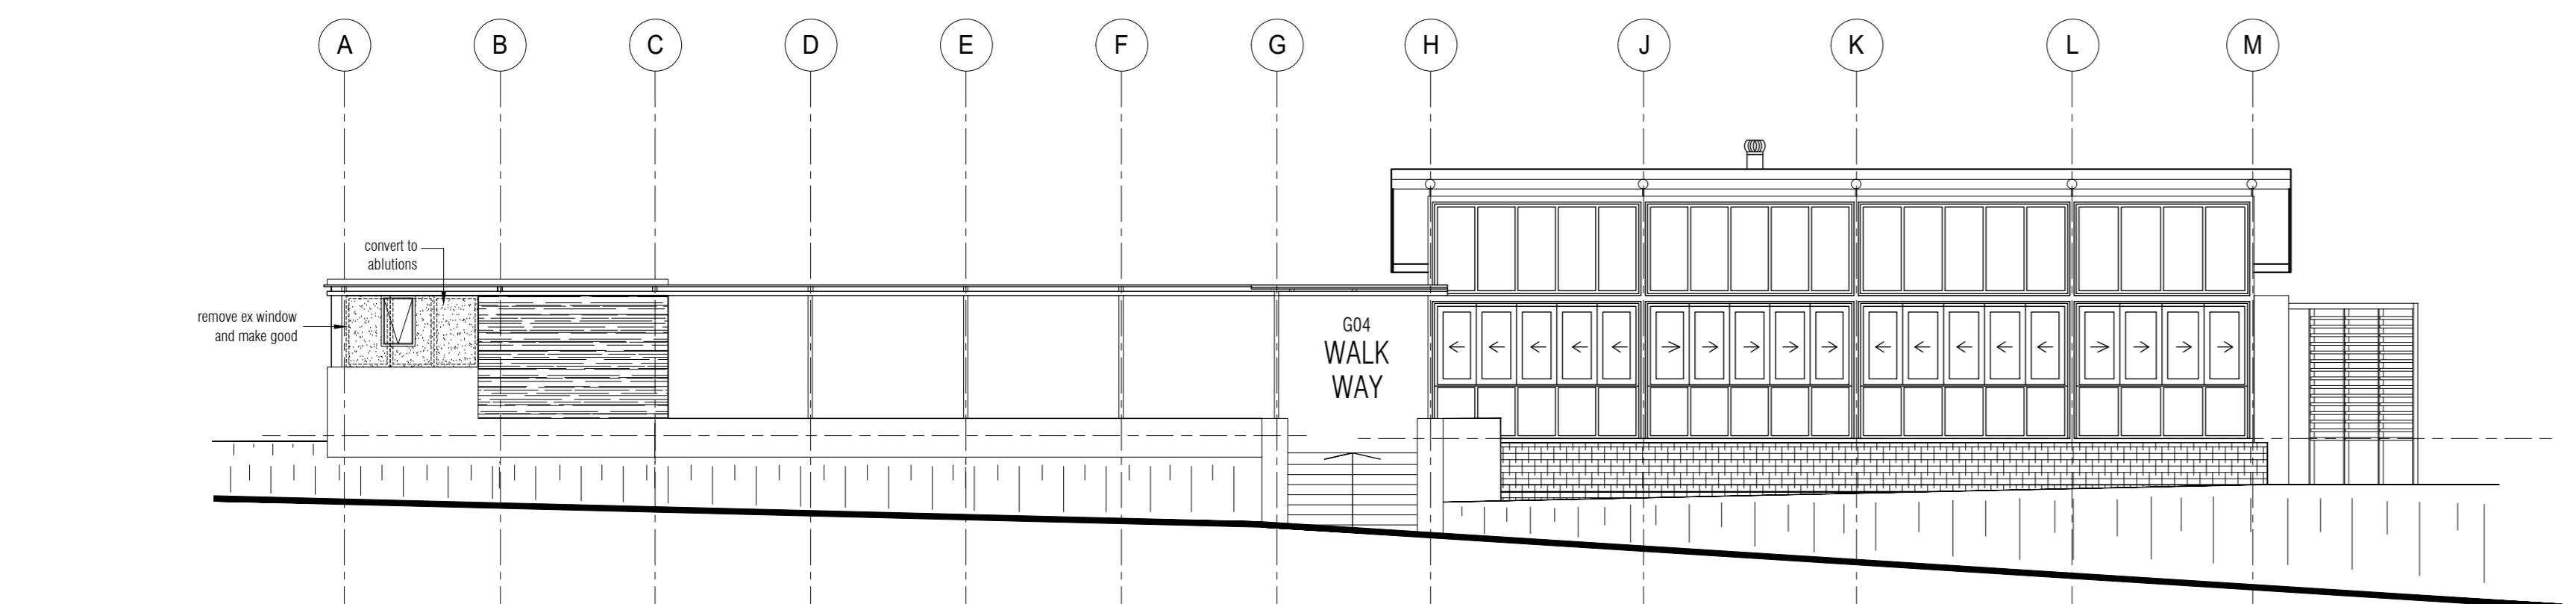 A B C D E F G H J K L M
convert to
ablutions
remove ex window
and make good
G04
WALK
WAY